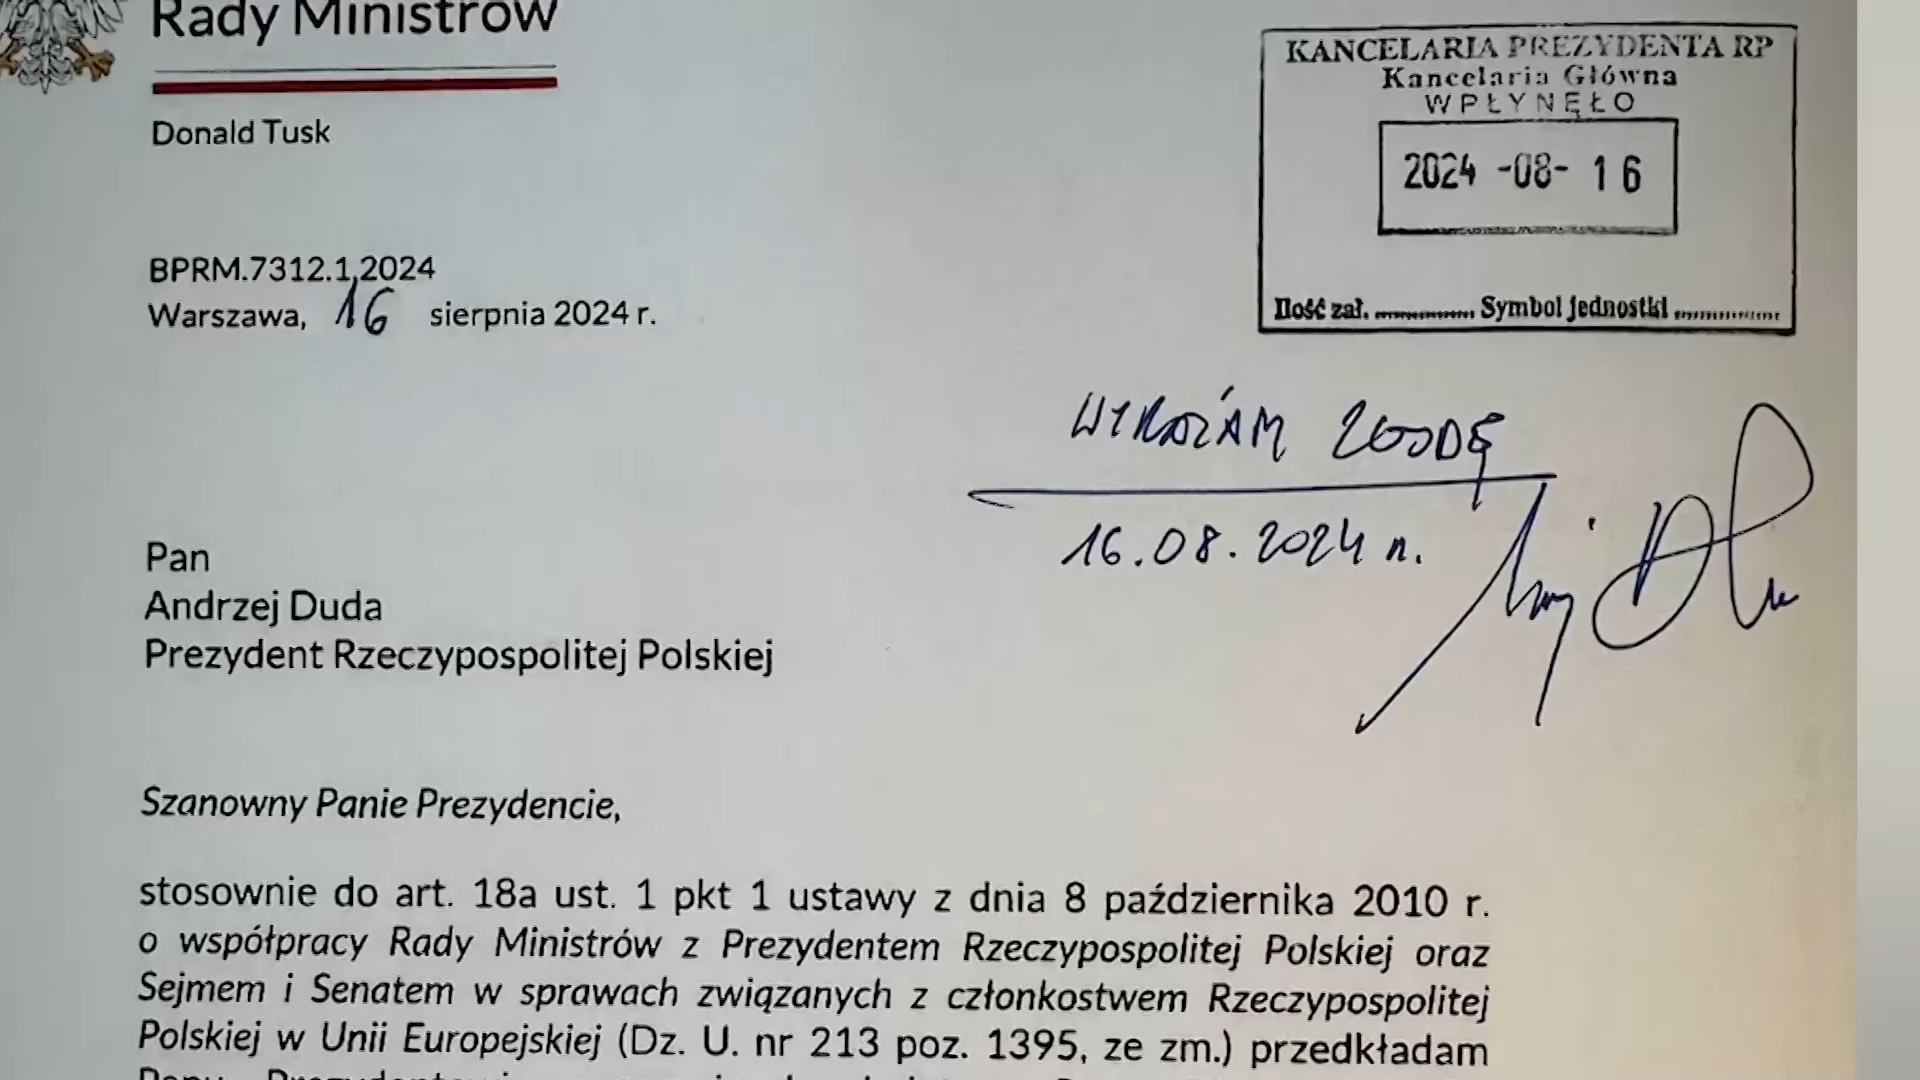 Rady Ministrów
Donald Tusk
KANCELARIA PREZYDENTA RP
Kancelaria Główna
WPŁYNĘŁO
2024 -08- 16
Ilość zał. ............ Symbol jednostki ............
BPRM.7312.1.2024
Warszawa, 16 sierpnia 2024 r.
WYRAŻAM ZGODĘ
16.08.2024 r.
Pan
Andrzej Duda
Prezydent Rzeczypospolitej Polskiej
Szanowny Panie Prezydencie,
stosownie do art. 18a ust. 1 pkt 1 ustawy z dnia 8 października 2010 r.
o współpracy Rady Ministrów z Prezydentem Rzeczypospolitej Polskiej oraz
Sejmem i Senatem w sprawach związanych z członkostwem Rzeczypospolitej
Polskiej w Unii Europejskiej (Dz. U. nr 213 poz. 1395, ze zm.) przedkładam